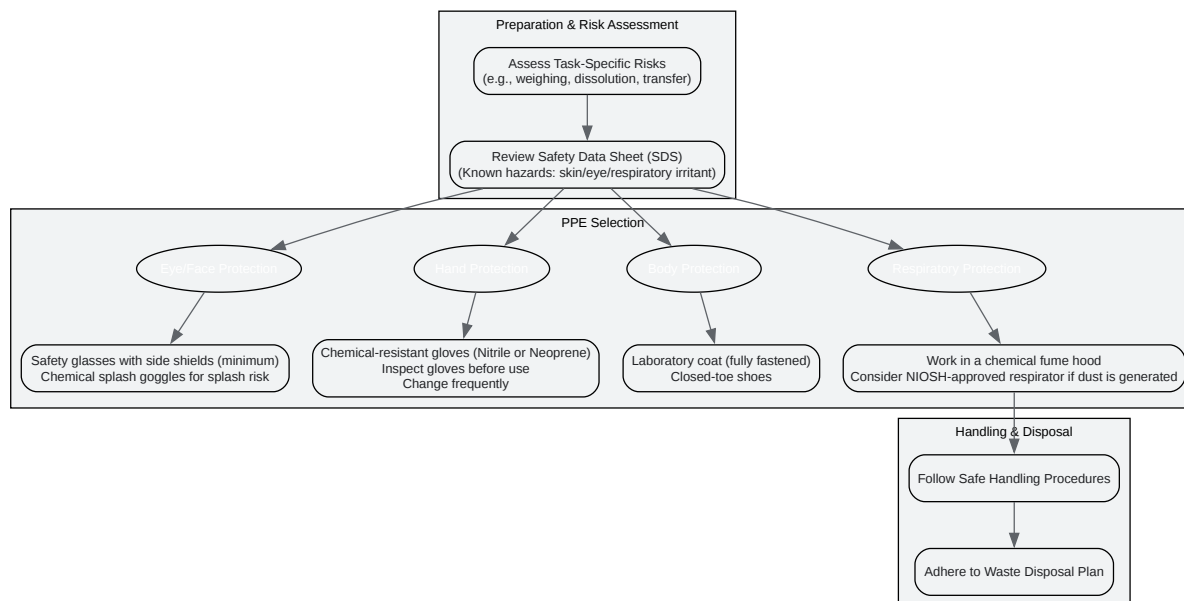 Preparation & Risk Assessment
Assess Task-Specific Risks
(e.g., weighing, dissolution, transfer)
Review Safety Data Sheet (SDS)
(Known hazards: skin/eye/respiratory irritant)
PPE Selection
Eye/Face Protection
Hand Protection
Body Protection
Respiratory Protection
Safety glasses with side shields (minimum)
Chemical splash goggles for splash risk
Chemical-resistant gloves (Nitrile or Neoprene)
Inspect gloves before use
Change frequently
Laboratory coat (fully fastened)
Closed-toe shoes
Work in a chemical fume hood
Consider NIOSH-approved respirator if dust is generated
Handling & Disposal
Follow Safe Handling Procedures
Adhere to Waste Disposal Plan